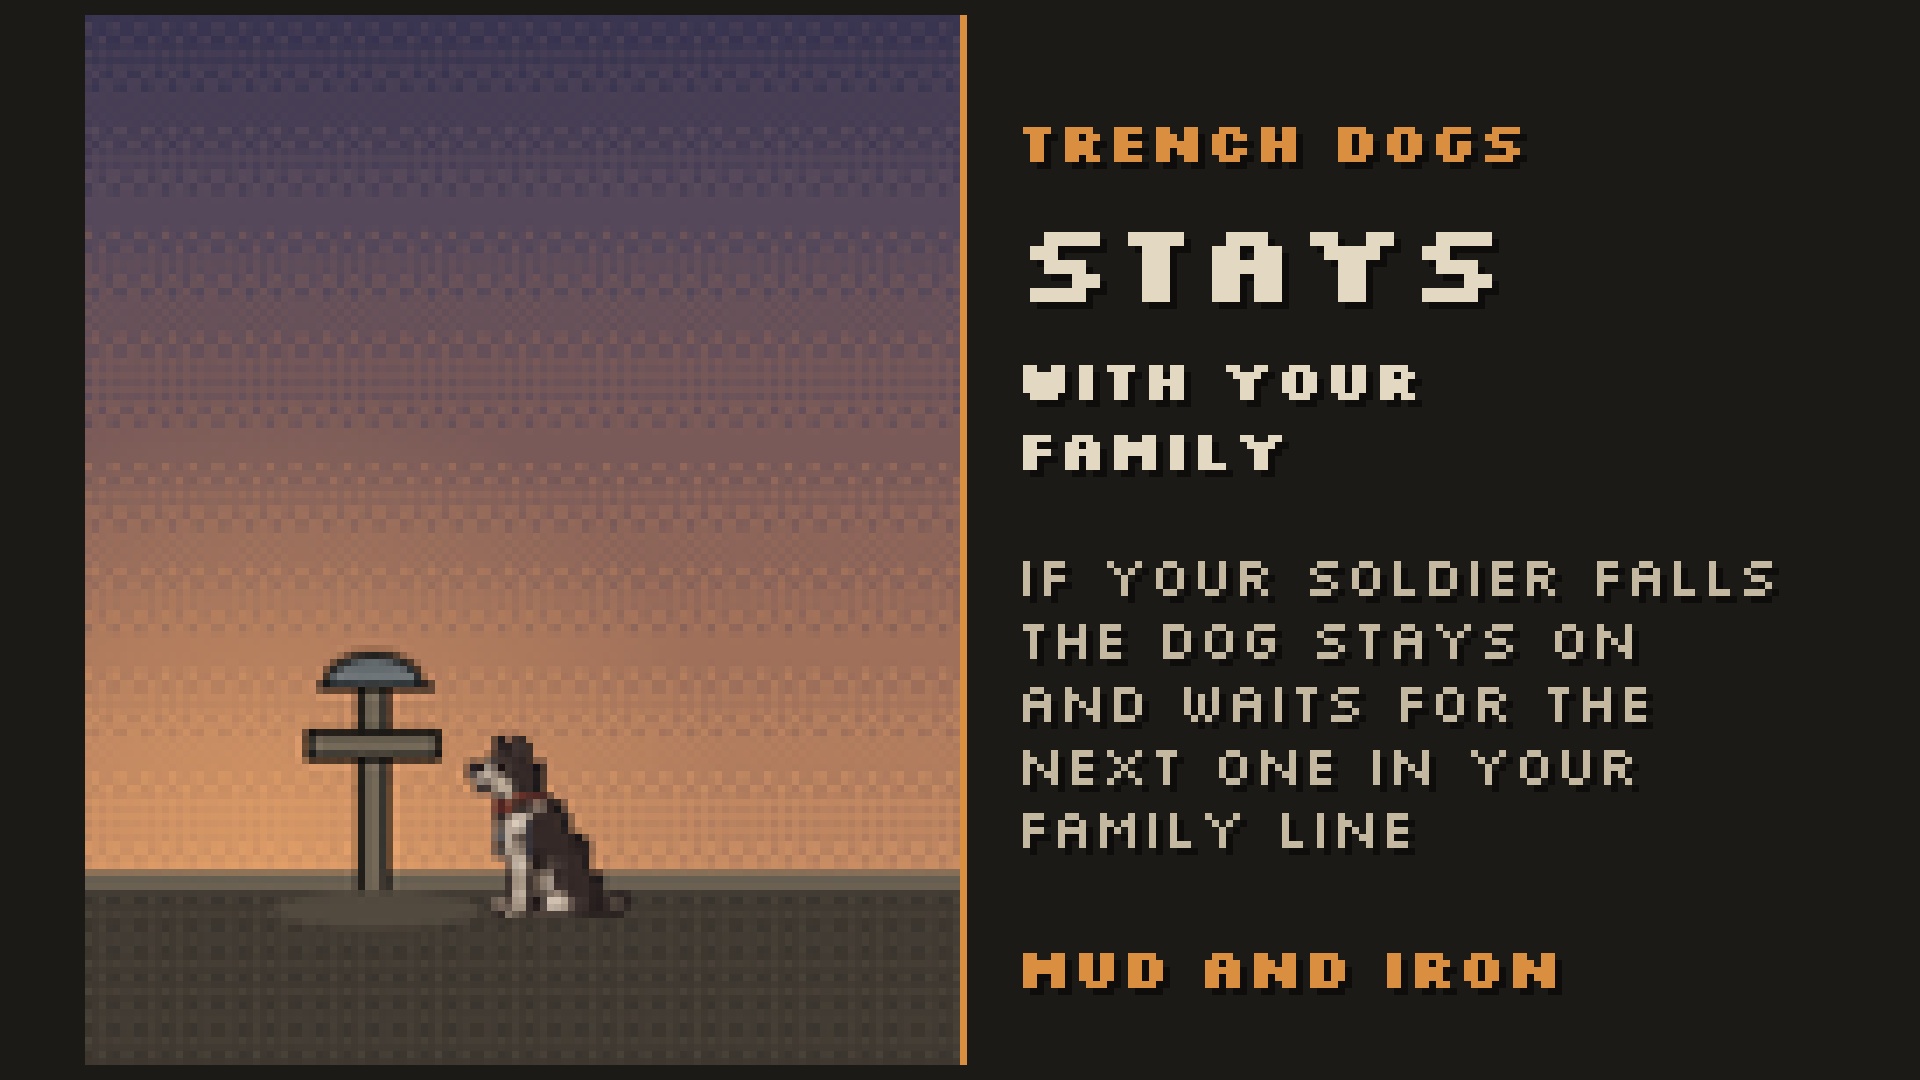 TRENCH DOGS
STAYS
WITH YOUR
FAMILY
IF YOUR SOLDIER FALLS
THE DOG STAYS ON
AND WAITS FOR THE
NEXT ONE IN YOUR
FAMILY LINE
MUD AND IRON